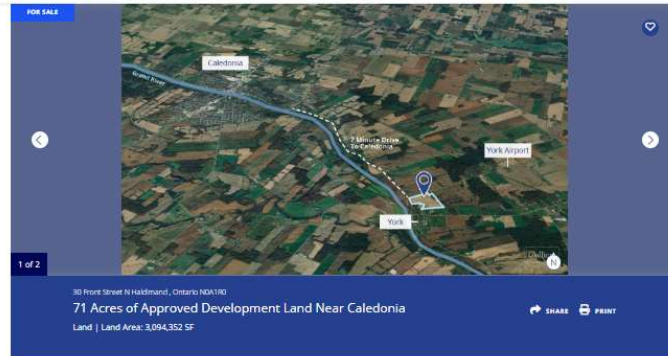 FOR SALE
Caledonia
Grand River
7 Minute Drive
To Caledonia
York Airport
York
N
1 of 2
30 Front Street N Haldimand , Ontario N0A1R0
71 Acres of Approved Development Land Near Caledonia
SHARE
PRINT
Land | Land Area: 3,094,352 SF